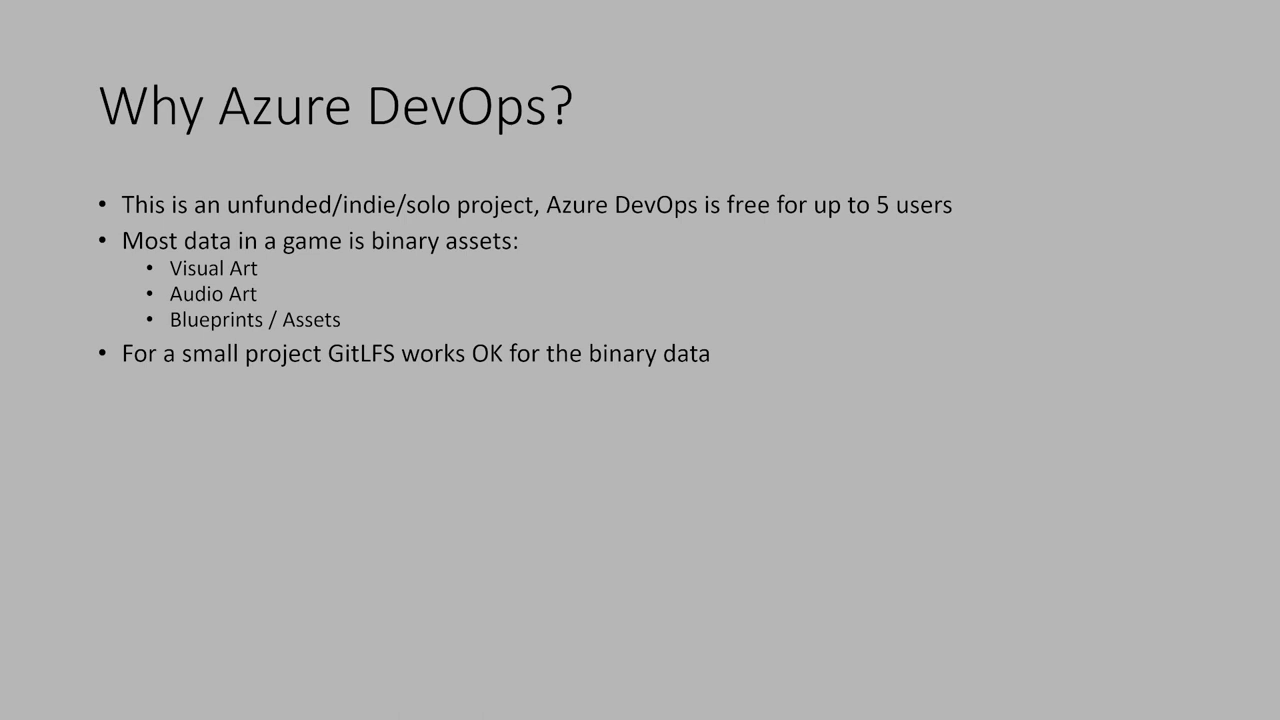 Why Azure DevOps?
• This is an unfunded/indie/solo project, Azure DevOps is free for up to 5 users
• Most data in a game is binary assets:
• Visual Art
• Audio Art
• Blueprints / Assets
• For a small project GitLFS works OK for the binary data